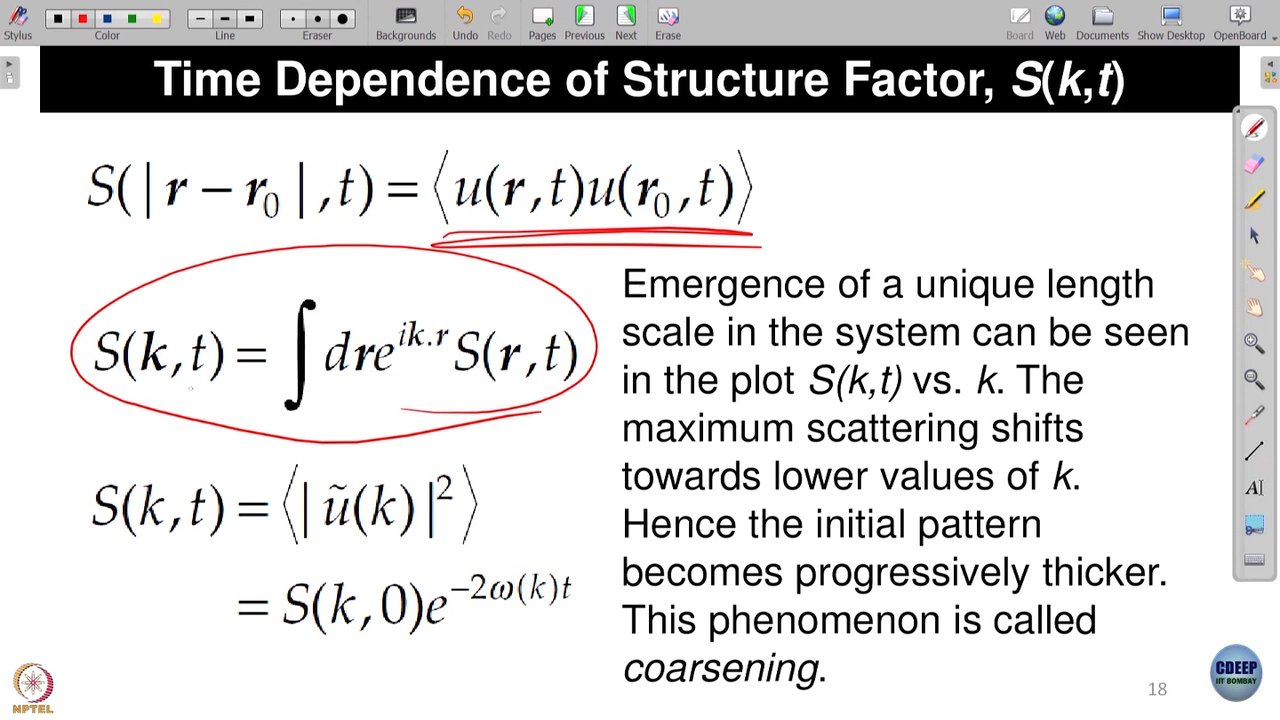 Stylus
Color
Line
Eraser
Backgrounds
Undo
Redo
Pages
Previous
Next
Erase
Board
Web
Documents
Show Desktop
OpenBoard
Time Dependence of Structure Factor, S(k,t)
S(| r − r₀ |, t) = ⟨u(r, t)u(r₀, t)⟩
S(k, t) = ∫ dre^{ik.r} S(r, t)
S(k, t) = ⟨| ũ(k) |²⟩
= S(k, 0)e^{−2ω(k)t}
Emergence of a unique length
scale in the system can be seen
in the plot S(k,t) vs. k. The
maximum scattering shifts
towards lower values of k.
Hence the initial pattern
becomes progressively thicker.
This phenomenon is called
coarsening.
AI
NPTEL
18
CDEEP
IIT BOMBAY